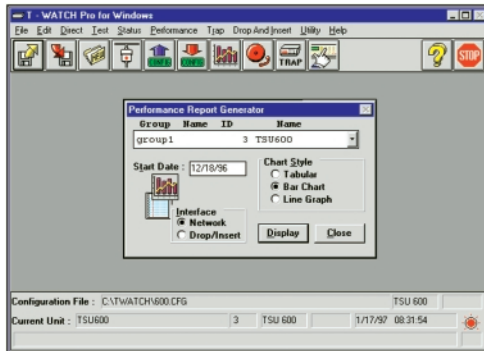 T - WATCH Pro for Windows
File Edit Direct Test Status Performance Trap Drop And Insert Utility Help
CONFIG CONFIG TRAP STOP
Performance Report Generator
Group Name ID Name
group1 3 TSU600
Start Date : 12/18/96
Chart Style
Tabular
Bar Chart
Line Graph
Interface
Network
Drop/Insert
Display Close
Configuration File : C:\TWATCH\600.CFG TSU 600
Current Unit : TSU600 3 TSU 600 1/17/97 08:31:54